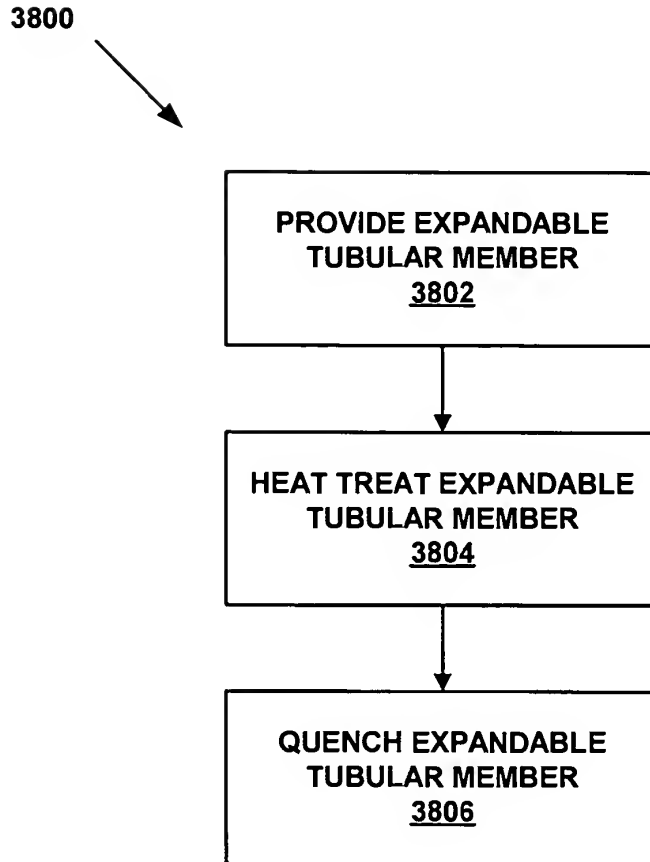 3800
PROVIDE EXPANDABLE
TUBULAR MEMBER
3802
HEAT TREAT EXPANDABLE
TUBULAR MEMBER
3804
QUENCH EXPANDABLE
TUBULAR MEMBER
3806